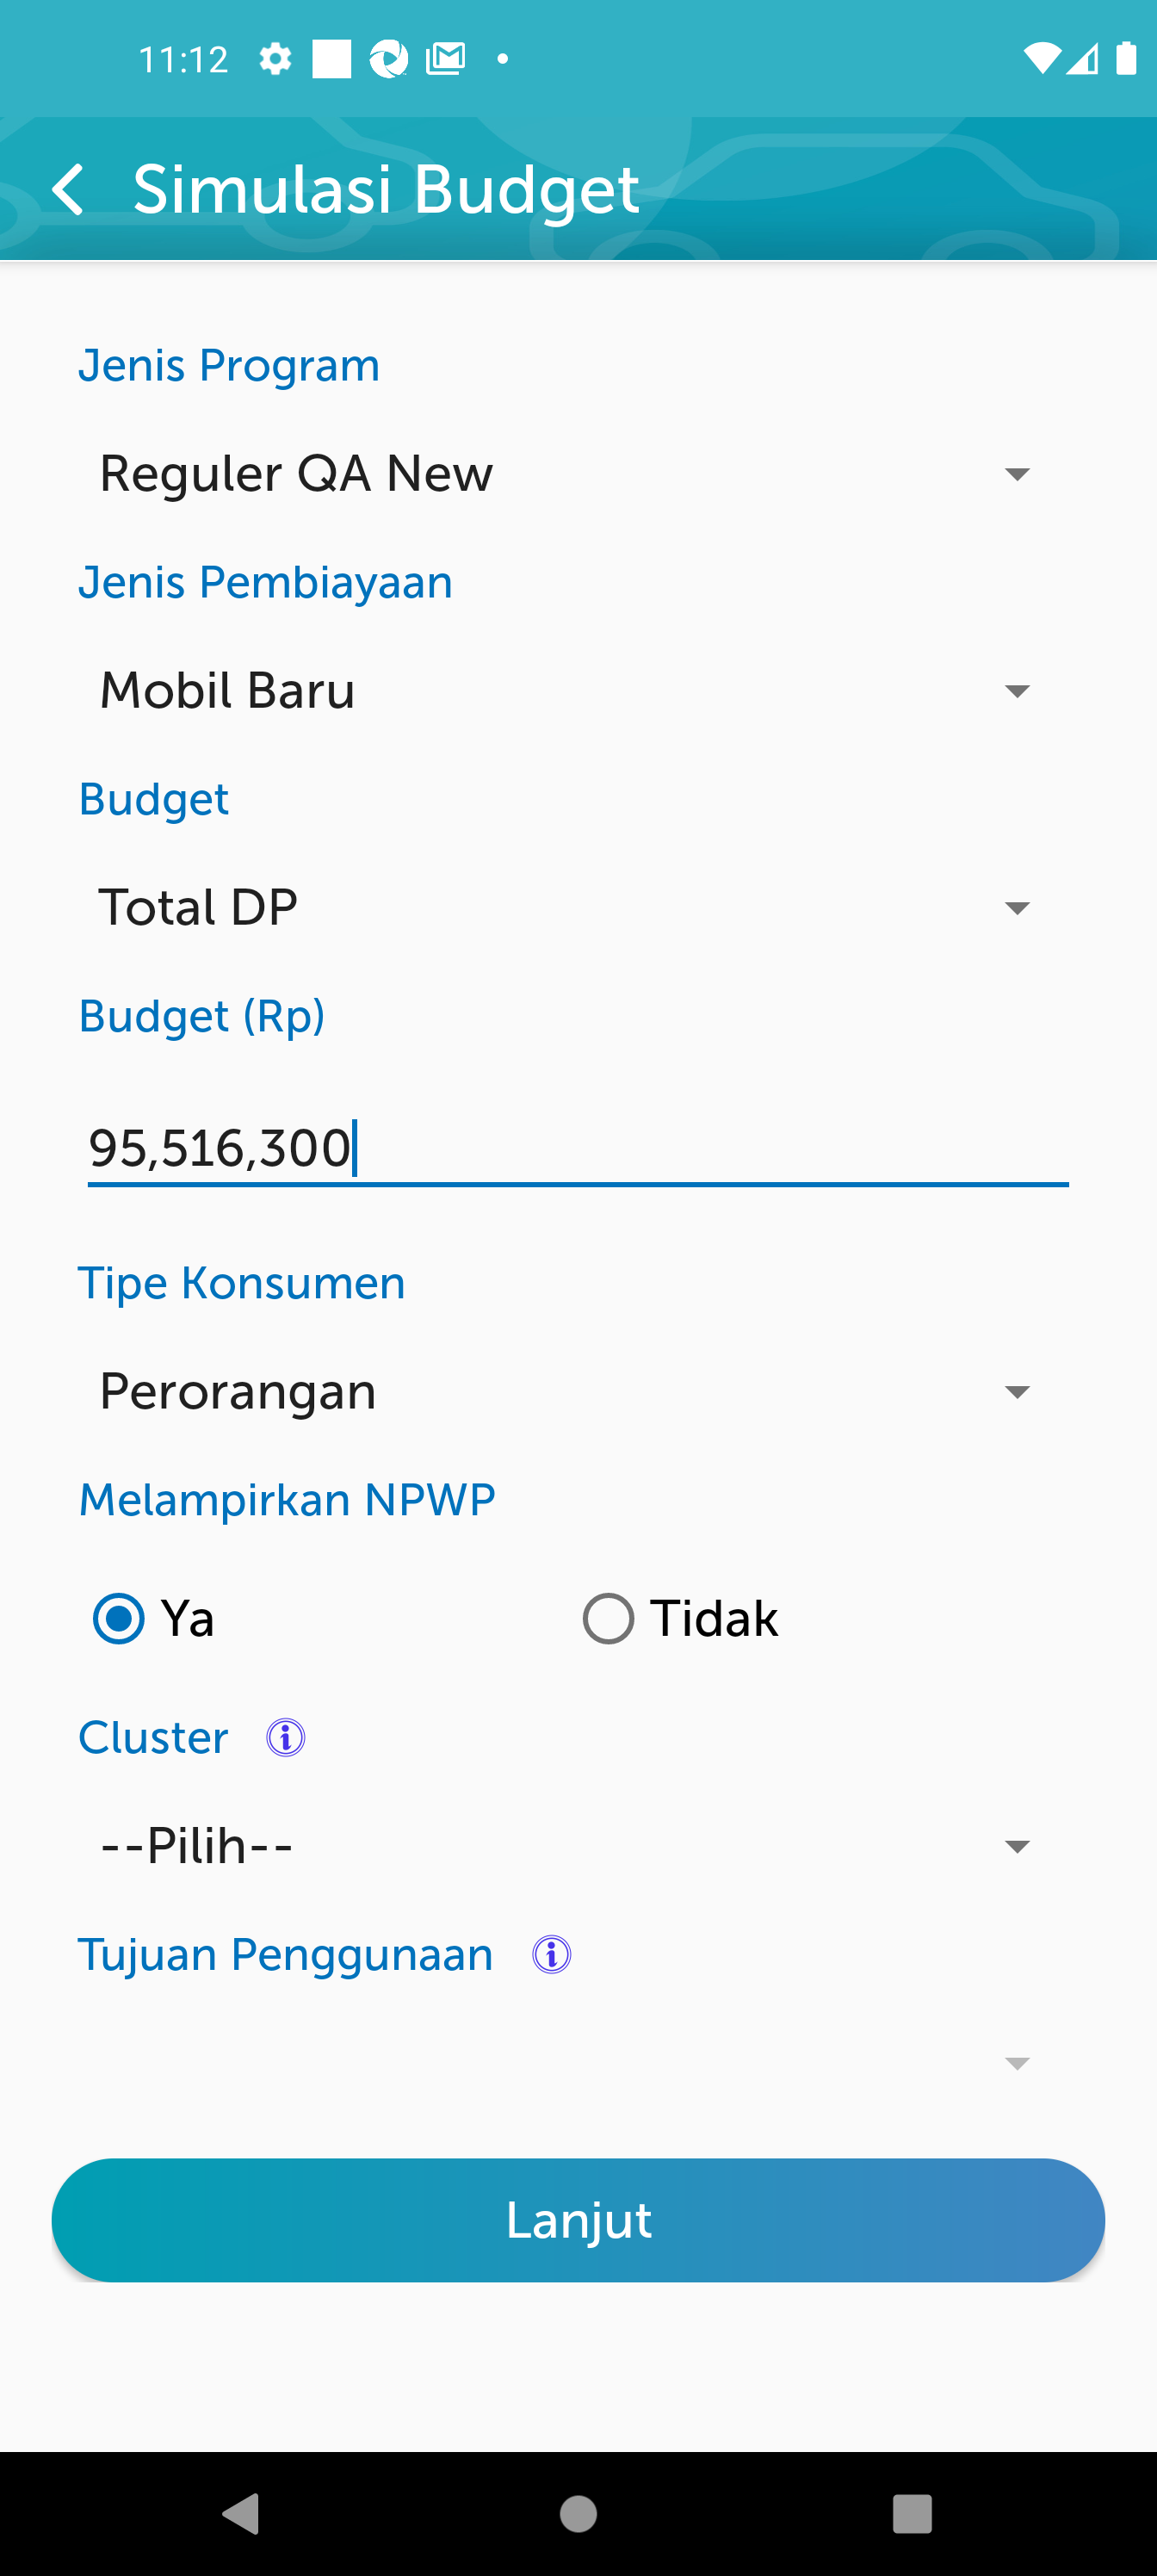 11:12
Simulasi Budget
Jenis Program
Reguler QA New
Jenis Pembiayaan
Mobil Baru
Budget
Total DP
Budget (Rp)
95,516,300
Tipe Konsumen
Perorangan
Melampirkan NPWP
Ya Tidak
Cluster
--Pilih--
Tujuan Penggunaan
Lanjut